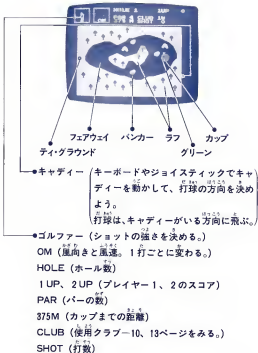 フェアウェイ バンカー ラフ カップ
ティ・グラウンド グリーン
●キャディー キーボードやジョイスティックでキャ
ディーを動かして、打球の方向を決め
よう。
打球は、キャディーがいる方向に飛ぶ。
●ゴルファー（ショットの強さを決める。）
OM（風向きと風速。1打ごとに変わる。）
HOLE（ホール数）
1UP、2UP（プレイヤー1、2のスコア）
PAR（パーの数）
375M（カップまでの距離）
CLUB（使用クラブ—10、13ページをみる。）
SHOT（打数）